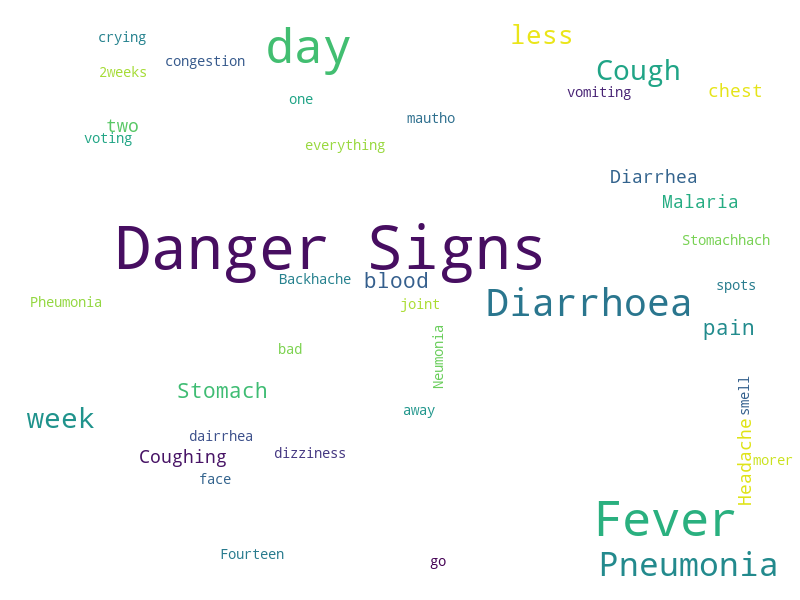 crying
day
less
congestion
Cough
2weeks
vomiting
chest
one
mautho
two
voting
everything
Diarrhea
Malaria
Stomachhach
Danger Signs
Backhache
blood
spots
Pheumonia
joint
Diarrhoea
pain
bad
Neumonia
Stomach
smell
week
away
dairrhea
Coughing
dizziness
Headache
morer
face
Fever
Fourteen
go
Pneumonia